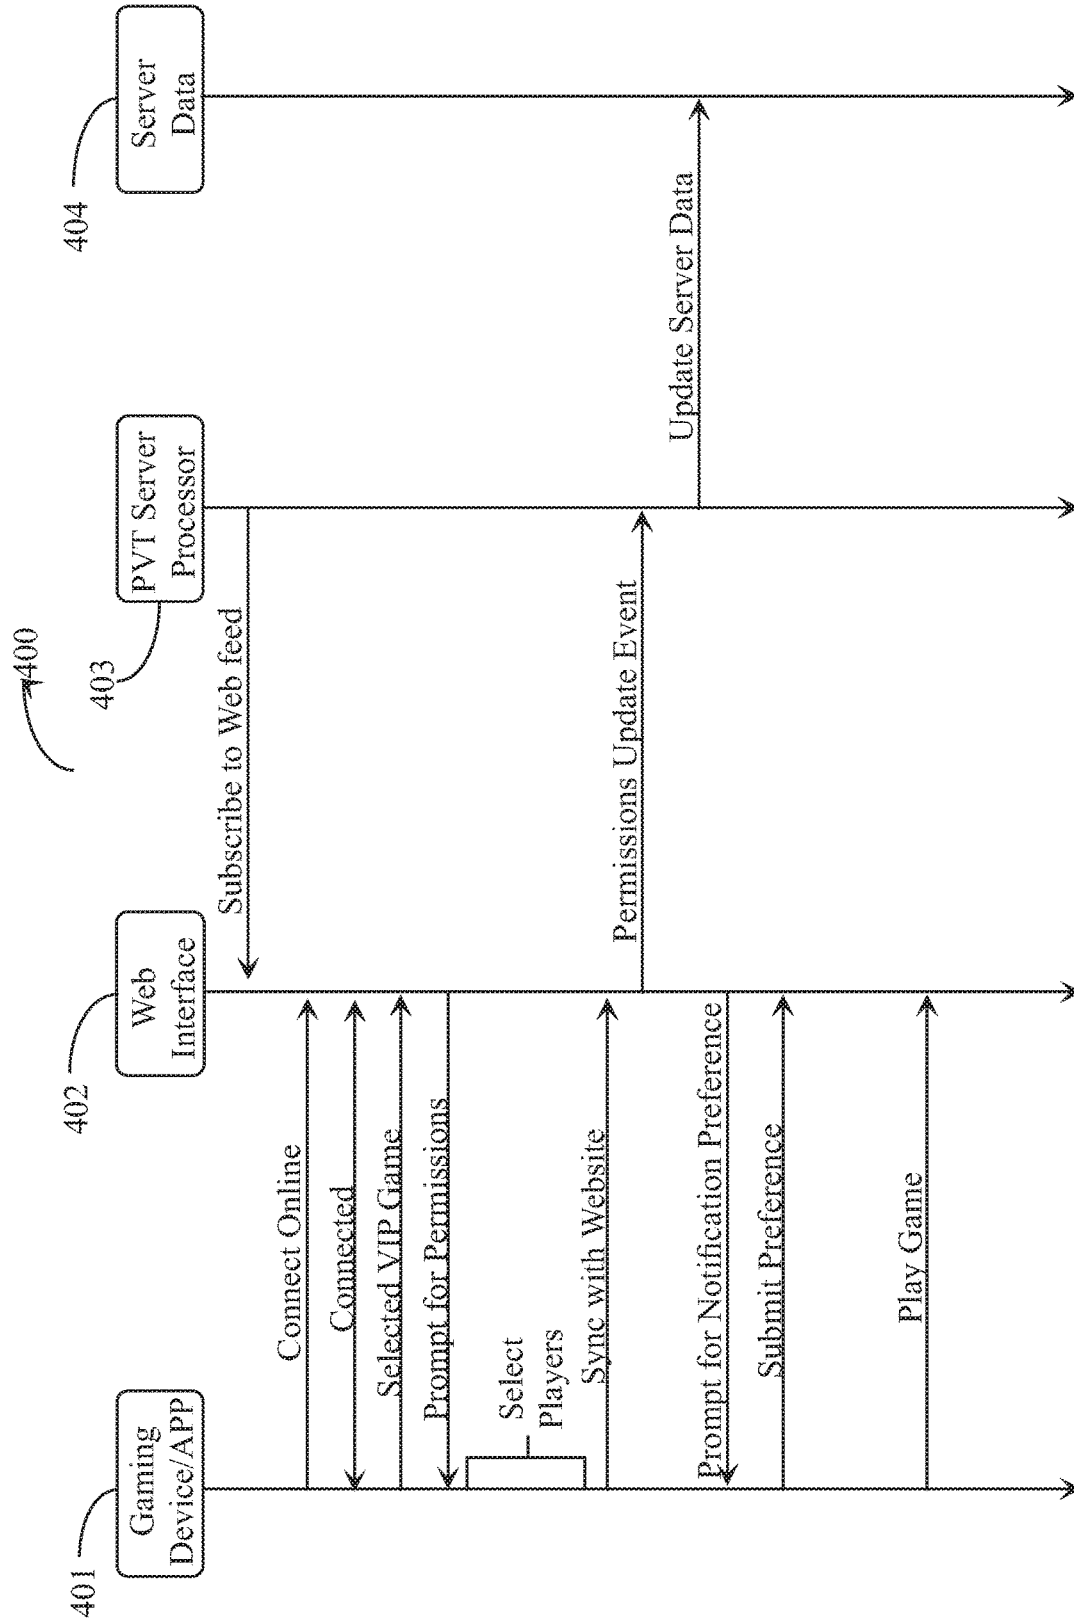 400
401
Gaming
Device/APP
402
Web
Interface
403
PVT Server
Processor
404
Server
Data
Subscribe to Web feed
Connect Online
Connected
Selected VIP Game
Prompt for Permissions
Select
Players
Sync with Website
Permissions Update Event
Update Server Data
Prompt for Notification Preference
Submit Preference
Play Game